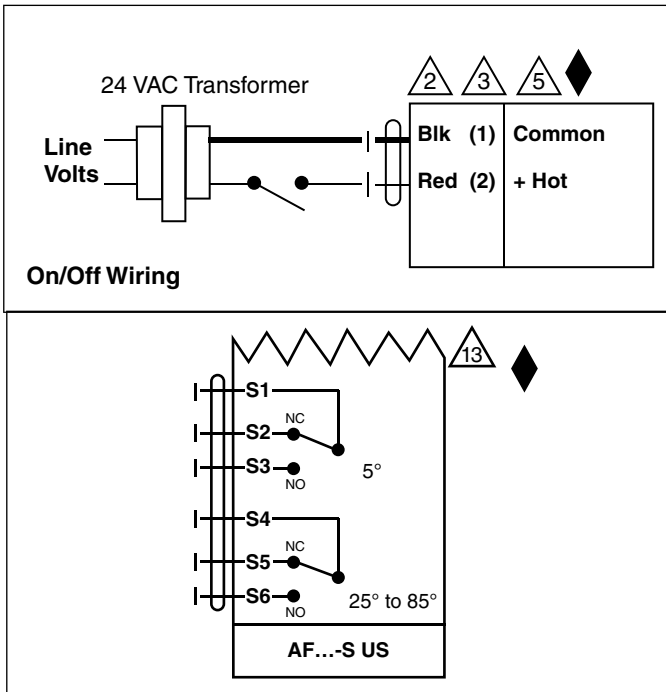 24 VAC Transformer
2 3 5
Line
Volts
Blk (1) Common
Red (2) + Hot
On/Off Wiring
13
S1
NC
S2
S3
NO
5°
S4
NC
S5
S6
NO
25° to 85°
AF...-S US